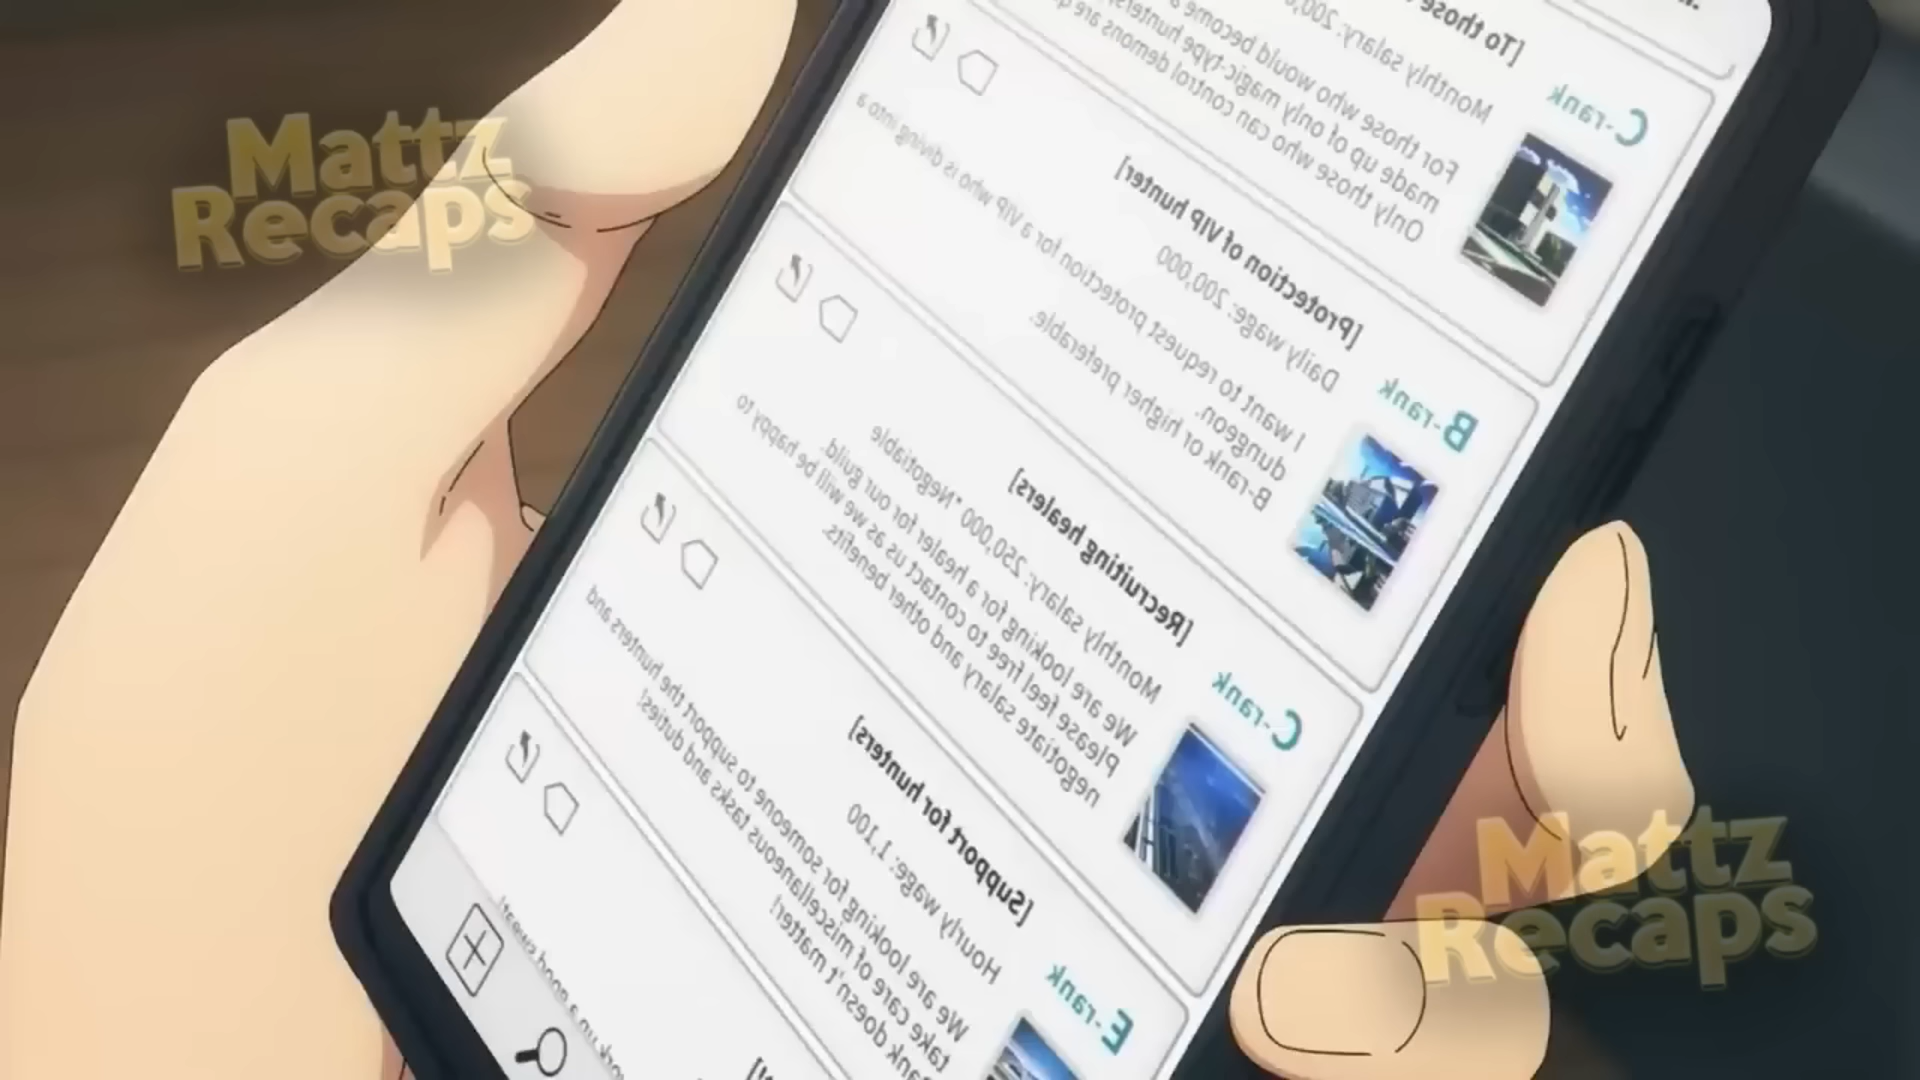 Mattz
Recaps
[To those
Monthly salary: 200,
For those who would become a
made up of only magic-type hunters
Only those who can control demons are
C-rank
[Protection of VIP hunter]
Daily wage: 200,000
I want to request protection for a VIP who is diving into a
dungeon.
B-rank or higher preferable.
B-rank
[Recruiting healers]
Monthly salary: 250,000 *Negotiable
We are looking for a healer for our guild.
Please feel free to contact us as we will be happy to
negotiate salary and other benefits.
C-rank
[Support for hunters]
Hourly wage: 1,100
We are looking for someone to support the hunters and
take care of miscellaneous tasks and duties!
Rank doesn't matter!
E-rank
work up a good sweat!
Mattz
Recaps